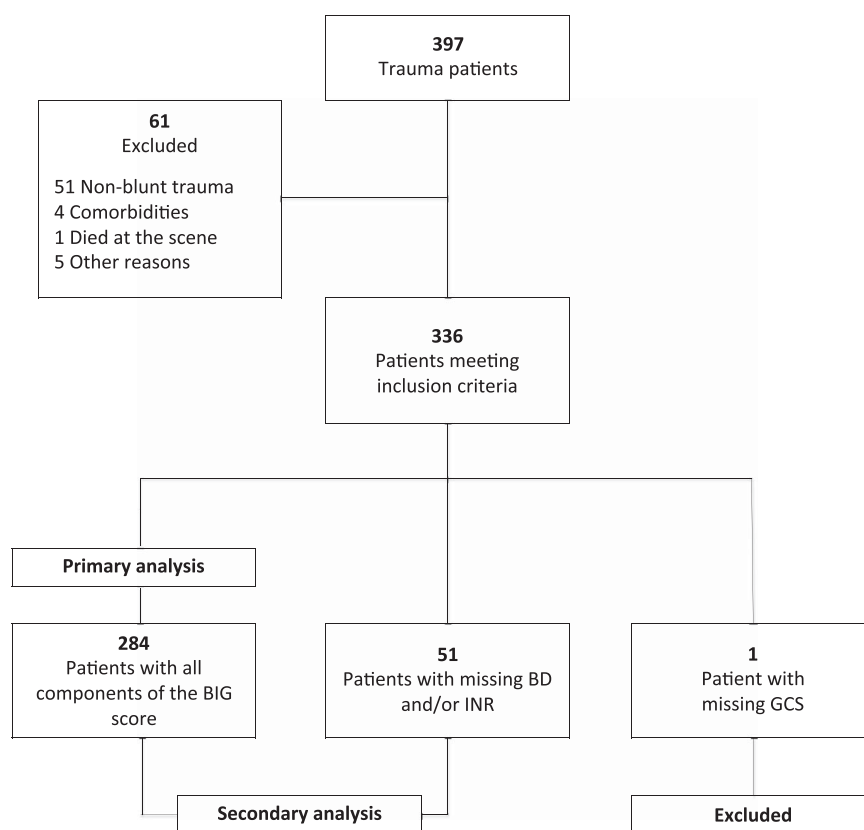 397
Trauma patients
61
Excluded
51 Non-blunt trauma
4 Comorbidities
1 Died at the scene
5 Other reasons
336
Patients meeting
inclusion criteria
Primary analysis
284
Patients with all
components of the BIG
score
51
Patients with missing BD
and/or INR
1
Patient with
missing GCS
Secondary analysis
Excluded